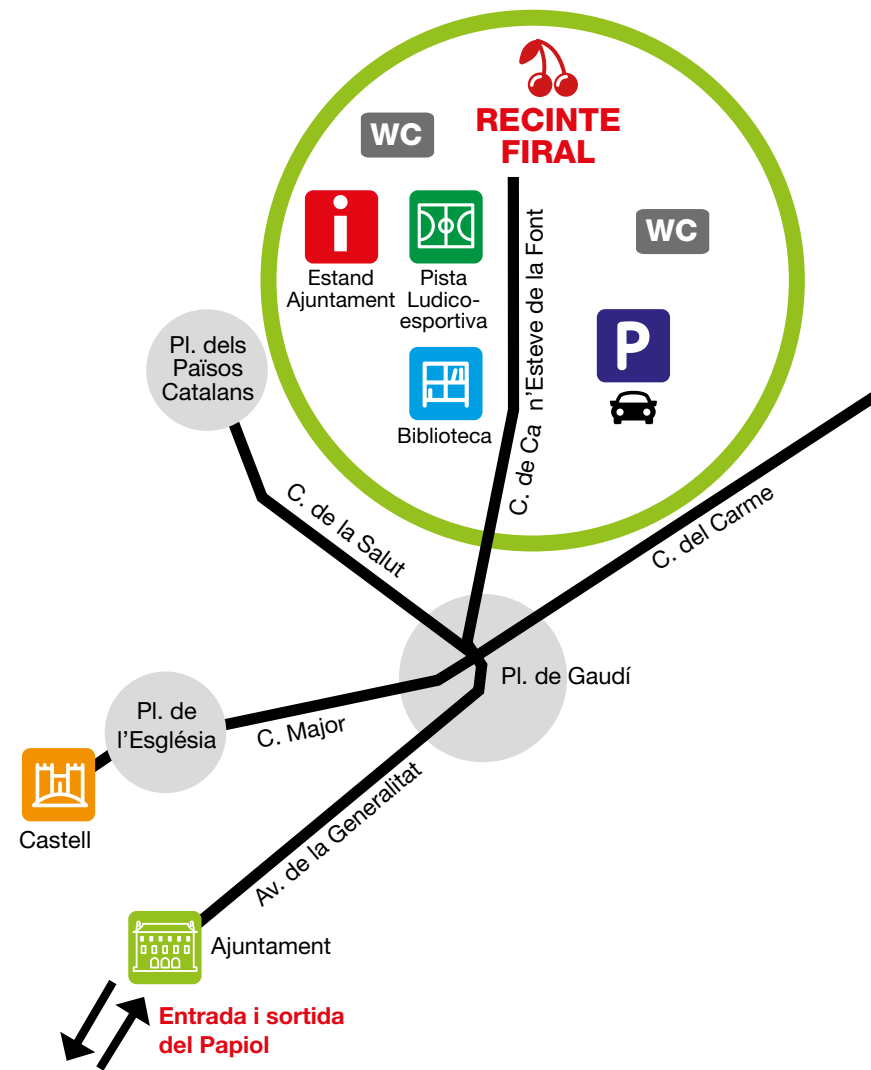 RECINTE
FIRAL
WC
WC
i
Estand
Ajuntament
Pista
Ludico-
esportiva
P
Biblioteca
C. de Ca n'Esteve de la Font
Pl. dels
Països
Catalans
C. de la Salut
C. del Carme
Pl. de Gaudí
Pl. de
l'Església
C. Major
Castell
Av. de la Generalitat
Ajuntament
Entrada i sortida
del Papiol